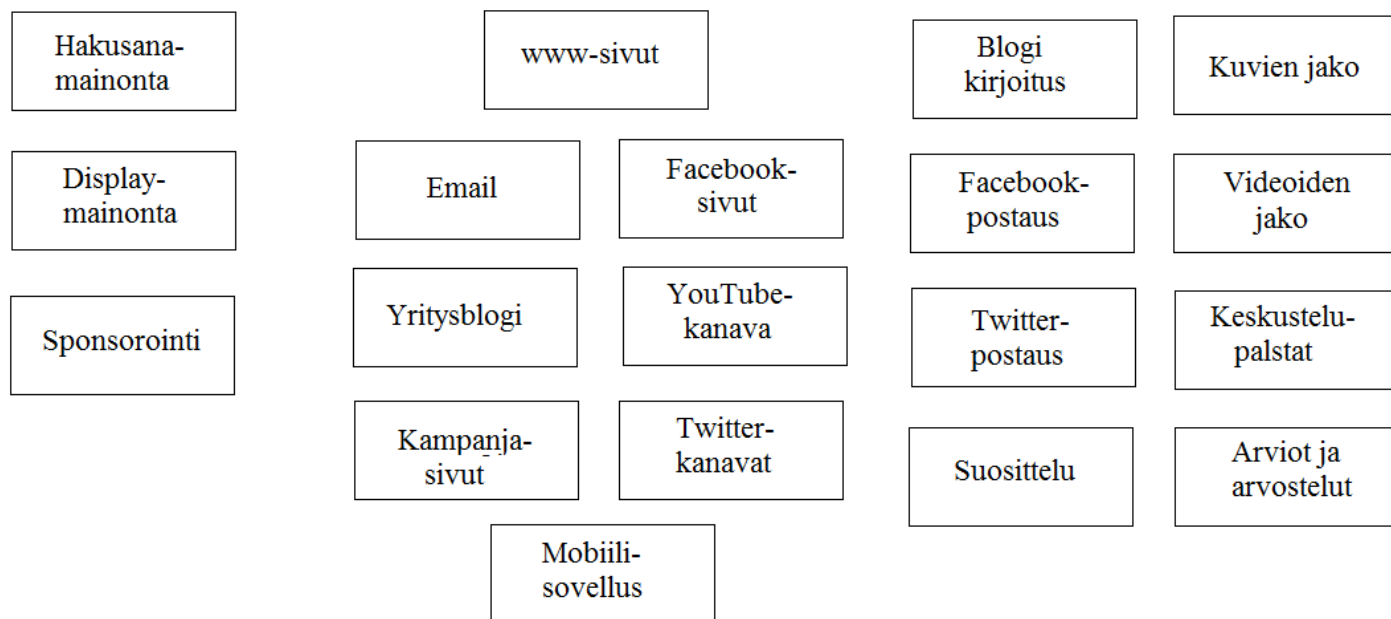 Hakusana-
mainonta
Display-
mainonta
Sponsorointi
www-sivut
Email
Facebook-
sivut
Yritysblogi
YouTube-
kanava
Kampanja-
sivut
Twitter-
kanavat
Mobiili-
sovellus
Blogi
kirjoitus
Kuvien jako
Facebook-
postaus
Videoiden
jako
Twitter-
postaus
Keskustelu-
palstat
Suosittelu
Arviot ja
arvostelut